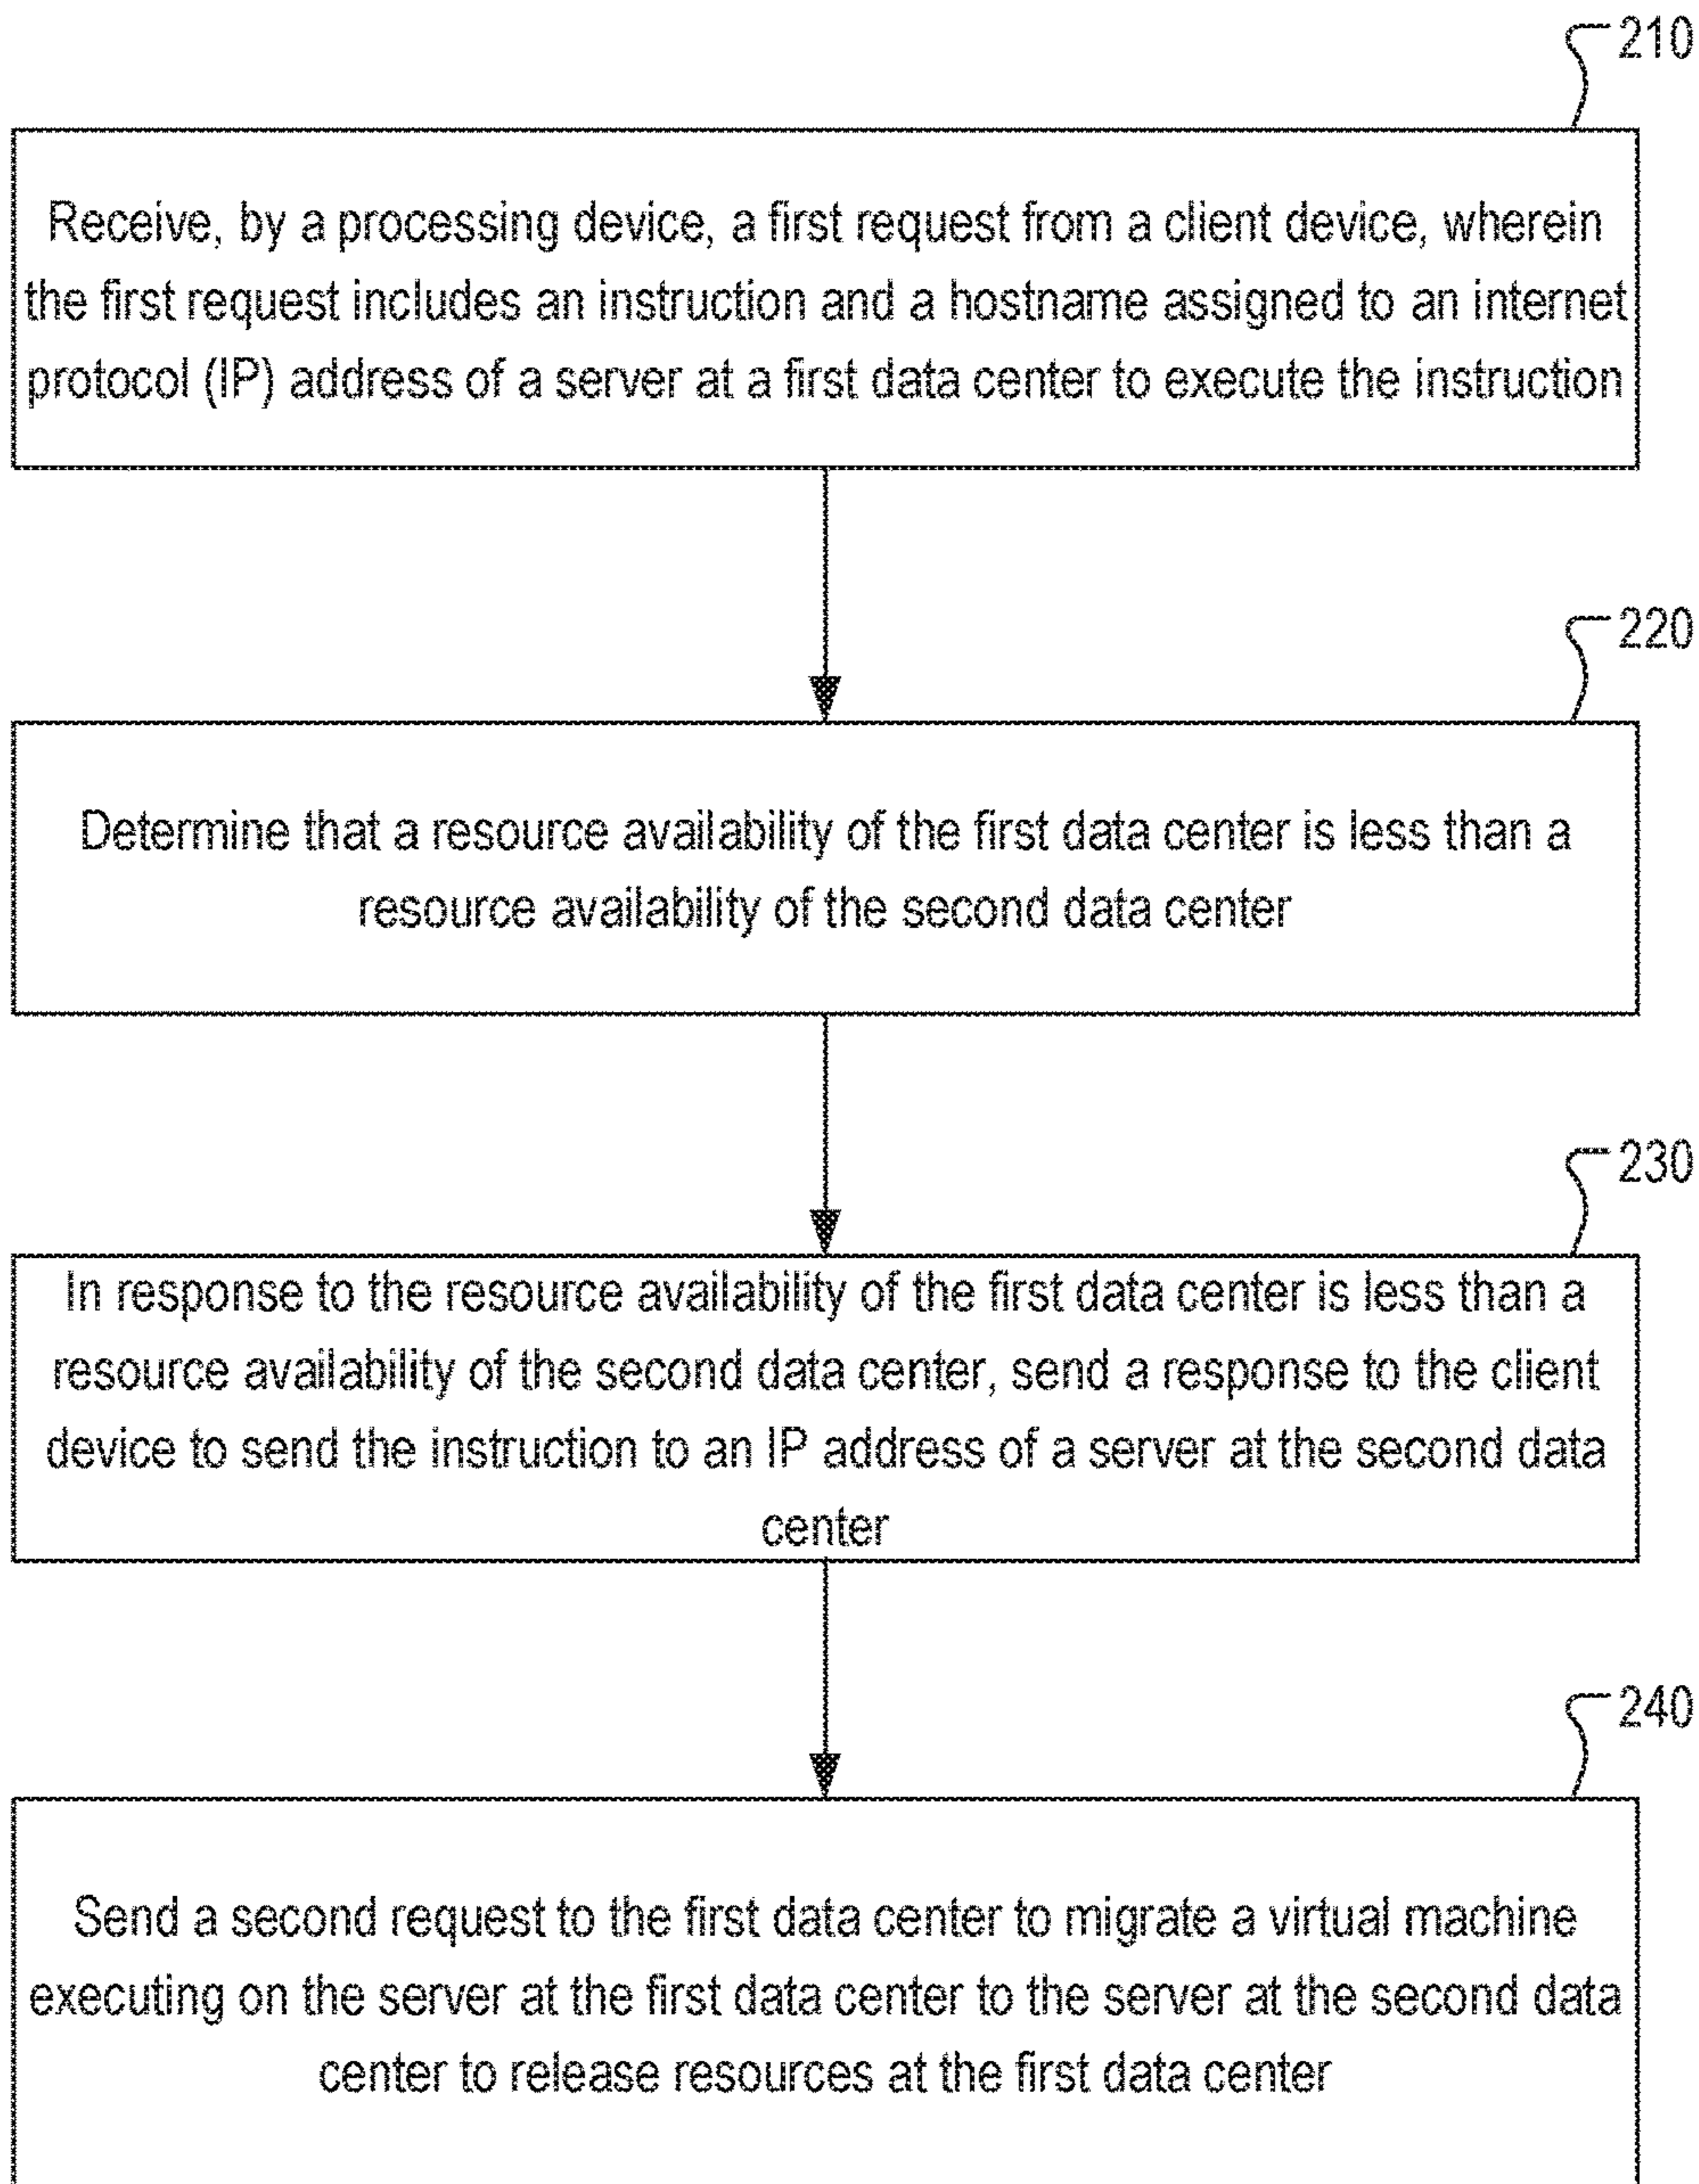 210
Receive, by a processing device, a first request from a client device, wherein
the first request includes an instruction and a hostname assigned to an internet
protocol (IP) address of a server at a first data center to execute the instruction
220
Determine that a resource availability of the first data center is less than a
resource availability of the second data center
230
In response to the resource availability of the first data center is less than a
resource availability of the second data center, send a response to the client
device to send the instruction to an IP address of a server at the second data
center
240
Send a second request to the first data center to migrate a virtual machine
executing on the server at the first data center to the server at the second data
center to release resources at the first data center